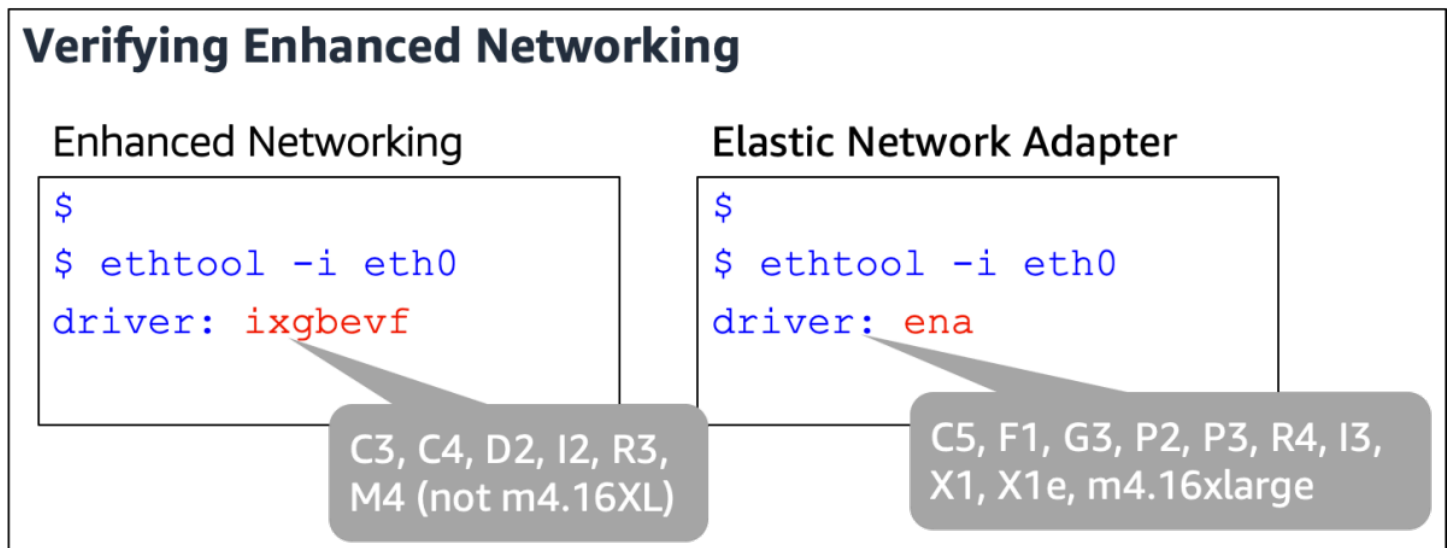 Verifying Enhanced Networking
Enhanced Networking
$
$ ethtool -i eth0
driver: ixgbevf
C3, C4, D2, I2, R3,
M4 (not m4.16XL)
Elastic Network Adapter
$
$ ethtool -i eth0
driver: ena
C5, F1, G3, P2, P3, R4, I3,
X1, X1e, m4.16xlarge